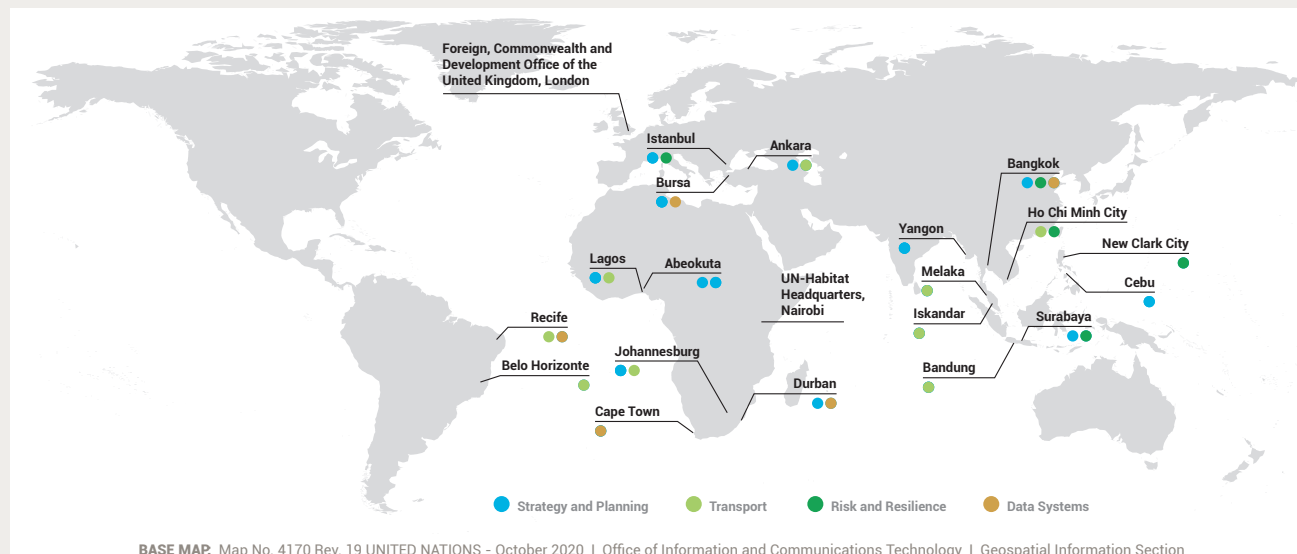 Foreign, Commonwealth and
Development Office of the
United Kingdom, London
Istanbul
Ankara
Bursa
Bangkok
Ho Chi Minh City
Yangon
New Clark City
Lagos
Abeokuta
UN-Habitat
Headquarters,
Nairobi
Melaka
Cebu
Iskandar
Surabaya
Recife
Johannesburg
Belo Horizonte
Bandung
Durban
Cape Town
Strategy and Planning
Transport
Risk and Resilience
Data Systems
BASE MAP. Map No. 4170 Rev. 19 UNITED NATIONS - October 2020 | Office of Information and Communications Technology | Geospatial Information Section